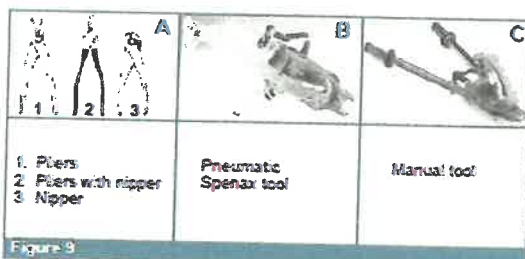 A
B
C
1 2 3
1. Pliers
2 Pliers with nipper
3 Nipper
Pneumatic
Spenax tool
Manual tool
Figure 9